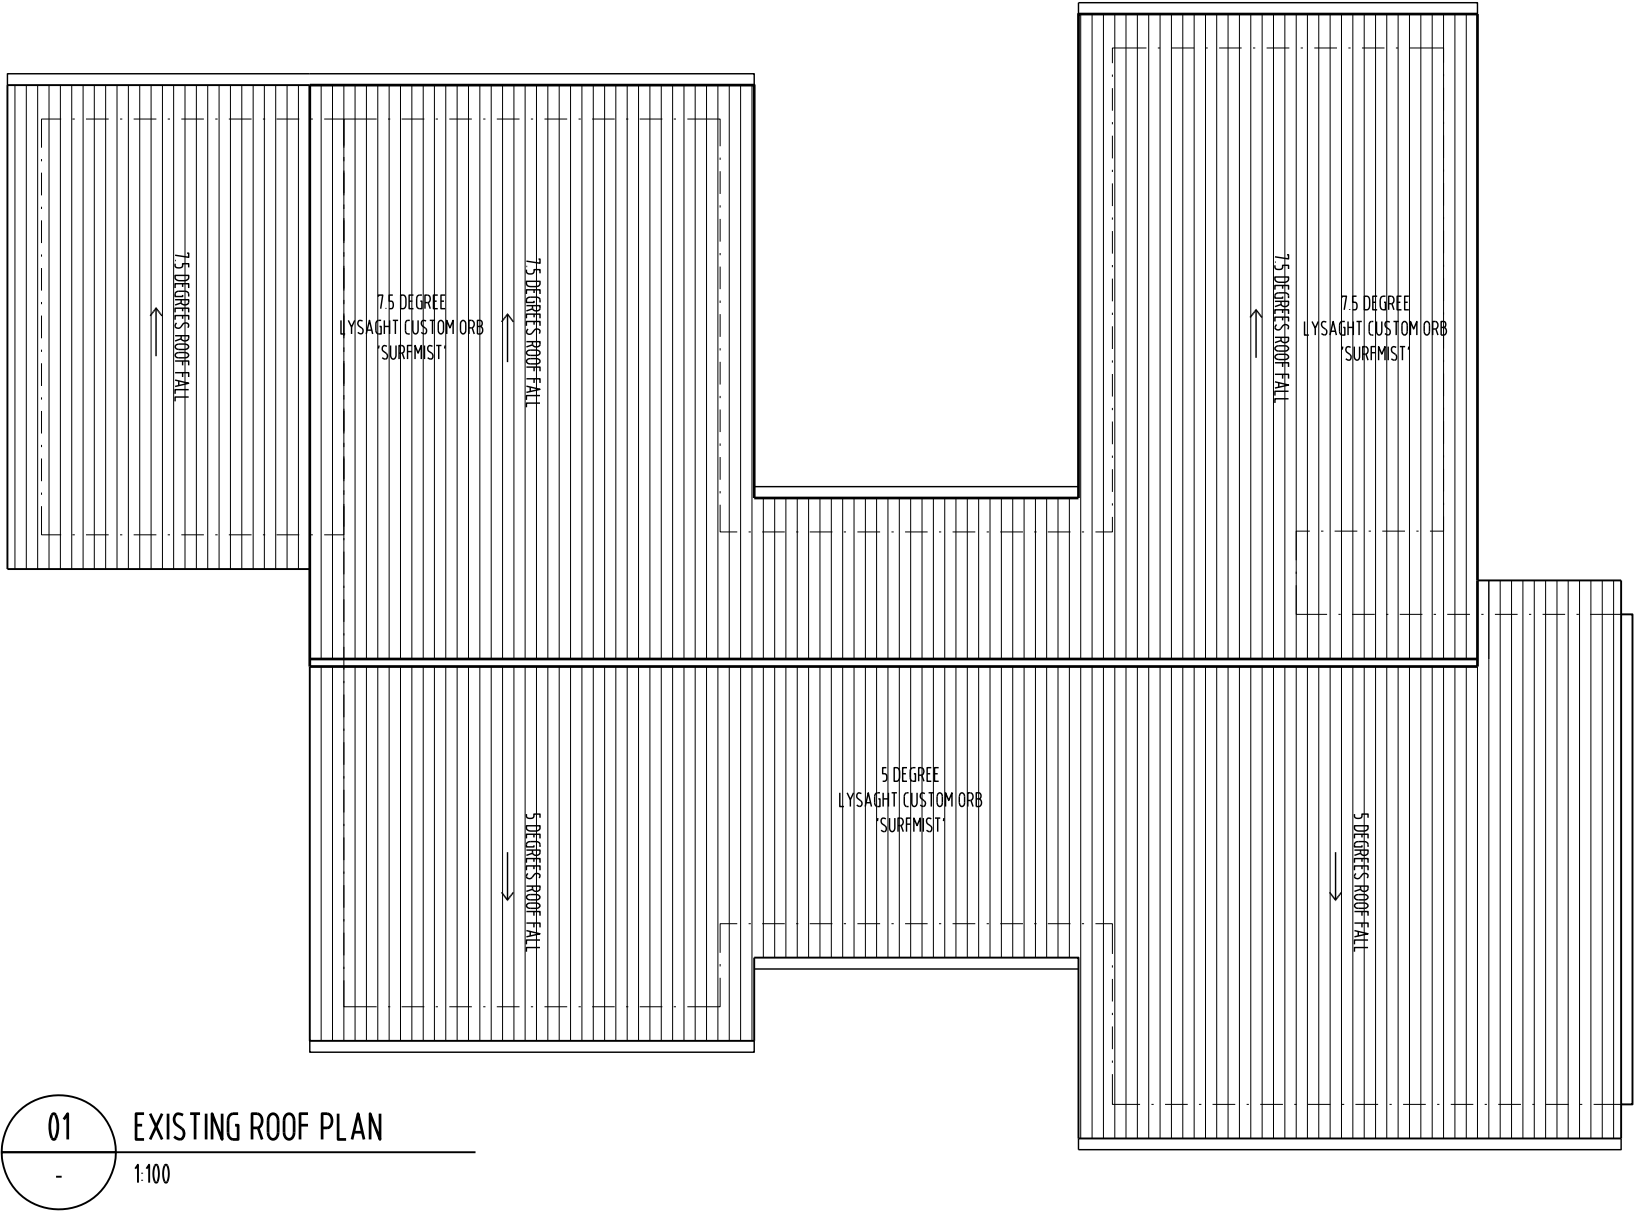 7.5 DEGREES ROOF FALL
7.5 DEGREE
LYSAGHT CUSTOM ORB
'SURFMIST'
7.5 DEGREES ROOF FALL
7.5 DEGREES ROOF FALL
7.5 DEGREE
LYSAGHT CUSTOM ORB
'SURFMIST'
5 DEGREES ROOF FALL
5 DEGREE
LYSAGHT CUSTOM ORB
'SURFMIST'
5 DEGREES ROOF FALL
01
EXISTING ROOF PLAN
-
1:100